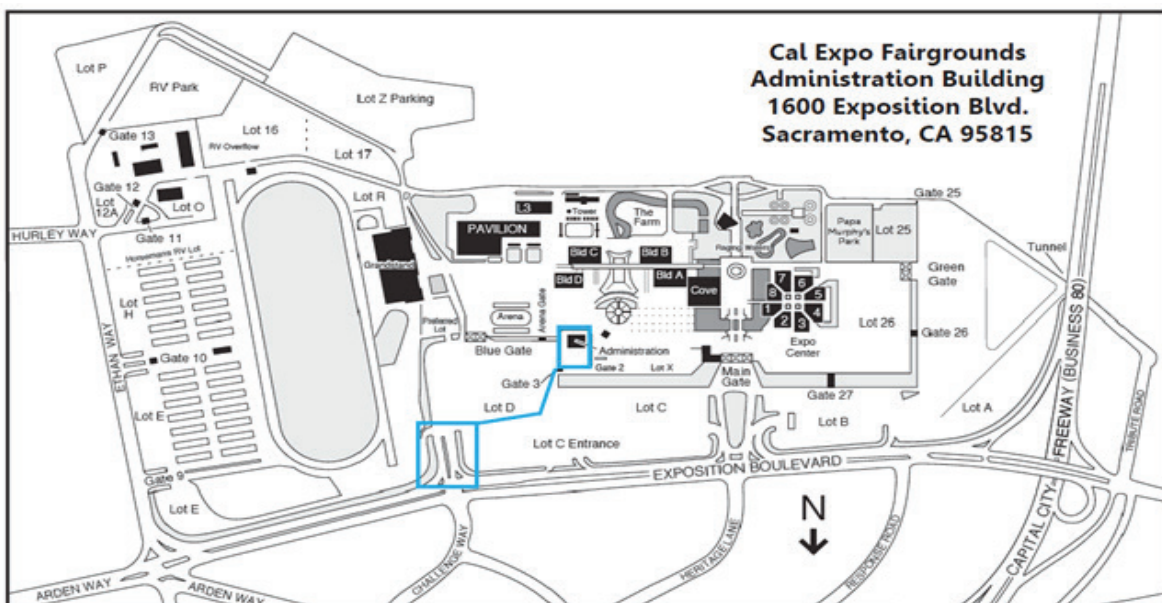 Cal Expo Fairgrounds
Administration Building
1600 Exposition Blvd.
Sacramento, CA 95815
Lot P
RV Park
Lot Z Parking
Gate 13
Lot 16
RV Overflow
Lot 17
Gate 12
Lot
12A
Lot O
Gate 11
Lot R
HURLEY WAY
Horsemans RV Lot
Grandstand
L3
PAVILION
Tower
The
Farm
Bld C
Bld B
Bld D
Bld A
Cove
Raging Waters
Papa
Murphy's
Park
Lot 25
Gate 25
Tunnel
Green
Gate
Lot
H
Preferred
Lot
Arena
Arena Gate
7
6
8
5
1
4
2
3
Expo
Center
Lot 26
Gate 26
ETHAN WAY
Gate 10
Blue Gate
Administration
Gate 2
Lot X
Main
Gate
Gate 3
Gate 27
Lot E
Lot D
Lot C
Lot B
Lot A
Lot C Entrance
EXPOSITION BOULEVARD
Gate 9
Lot E
N
CAPITAL CITY FREEWAY (BUSINESS 80)
TRIBUTE ROAD
ARDEN WAY
ARDEN WAY
CHALLENGE WAY
HERITAGE LANE
RESPONSE ROAD